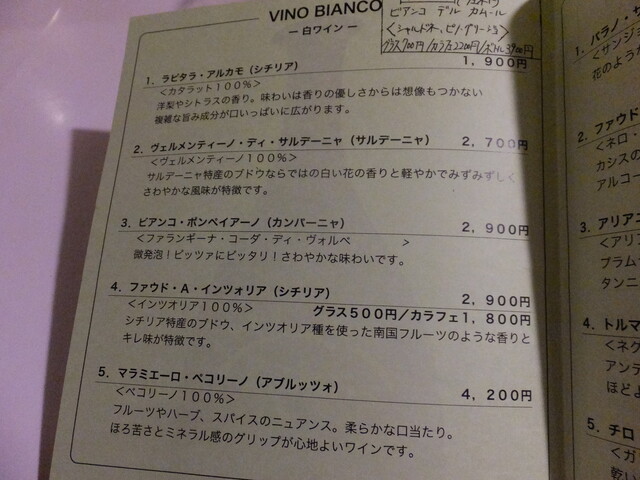 VINO BIANCO
― 白ワイン ―
ビアンコ デル カムール
<シャルドネ、ピノ・グリージョ>
グラス700円/カラフェ2200円/ボトル3900円
1. ラピタラ・アルカモ（シチリア） 1,900円
<カタラット100%>
洋梨やシトラスの香り。味わいは香りの優しさからは想像もつかない
複雑な旨み成分が口いっぱいに広がります。
2. ヴェルメンティーノ・ディ・サルデーニャ（サルデーニャ） 2,700円
<ヴェルメンティーノ100%>
サルデーニャ特産のブドウならではの白い花の香りと軽やかでみずみずしく
さわやかな風味が特徴です。
3. ビアンコ・ポンペイアーノ（カンパーニャ） 2,900円
<ファランギーナ・コーダ・ディ・ヴォルペ >
微発泡！ピッツァにピッタリ！さわやかな味わいです。
4. ファウド・A・インツォリア（シチリア） 2,900円
<インツオリア100%> グラス500円/カラフェ1,800円
シチリア特産のブドウ、インツオリア種を使った南国フルーツのような香りと
キレ味が特徴です。
5. マラミエーロ・ペコリーノ（アブルッツォ） 4,200円
<ペコリーノ100%>
フルーツやハーブ、スパイスのニュアンス。柔らかな口当たり。
ほろ苦さとミネラル感のグリップが心地よいワインです。
1. パラノ・サ
<サンジョ
花のような
2. ファウド
<ネロ・
カシスの
アルコー
3. アリアニ
<アリア
プラム
タンニ
4. トルマ
<ネグ
アンテ
ほどよ
5. チロ
<ガ
乾い